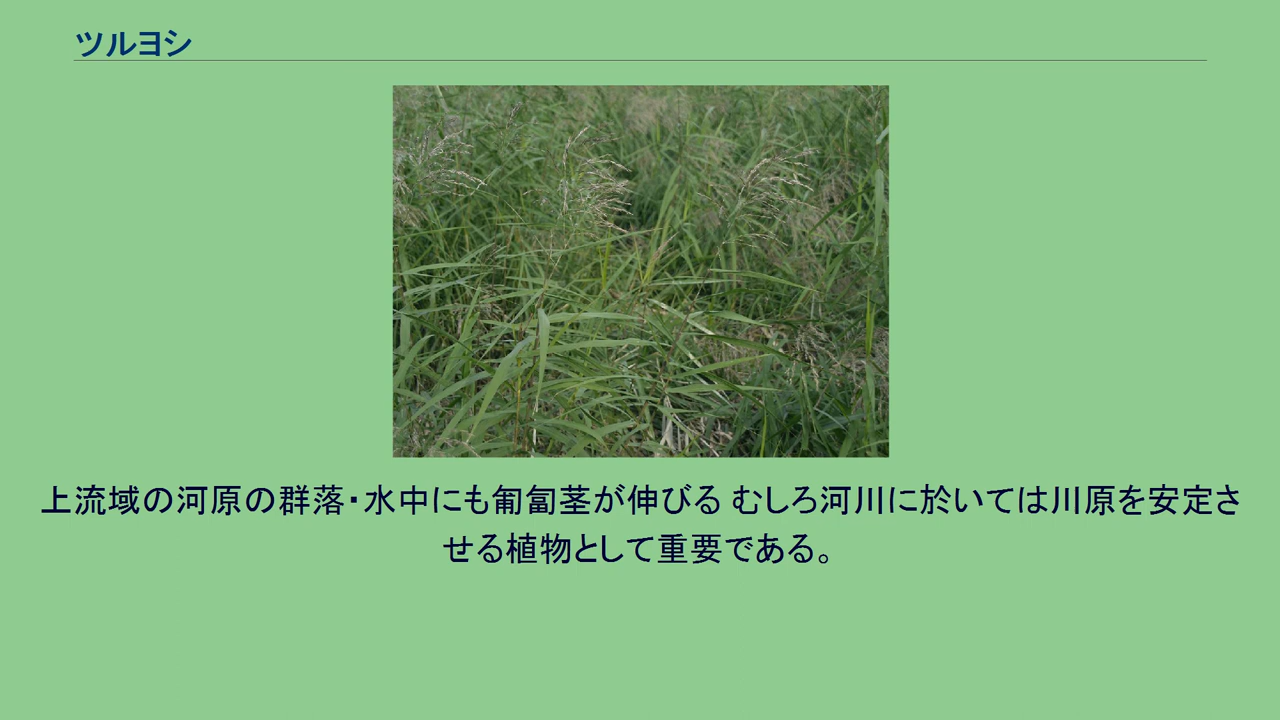 ツルヨシ
上流域の河原の群落・水中にも匍匐茎が伸びる むしろ河川に於いては川原を安定さ
せる植物として重要である。